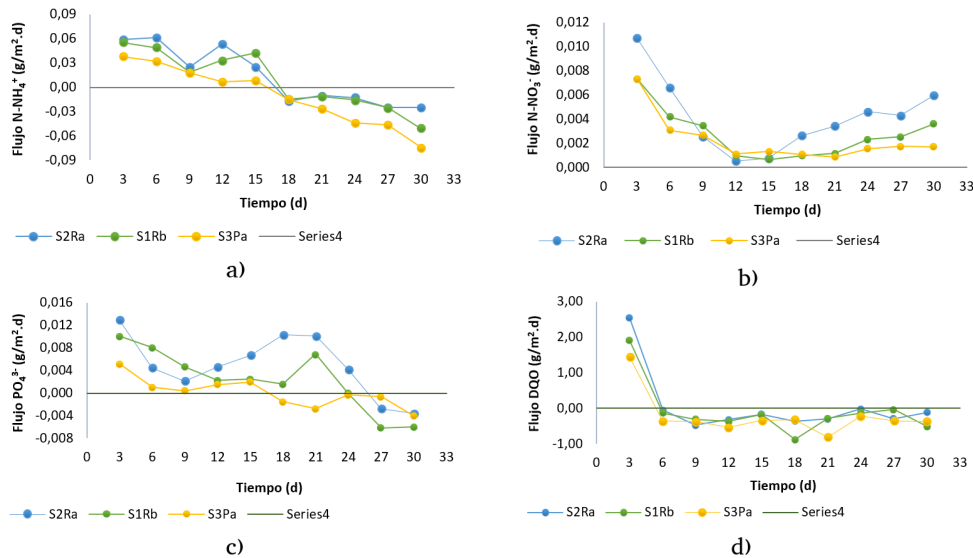 Flujo N-NH₄⁺ (g/m².d)
0,09
0,06
0,03
0,00
-0,03
-0,06
-0,09
0 3 6 9 12 15 18 21 24 27 30 33
Tiempo (d)
S2Ra S1Rb S3Pa Series4
a)
Flujo N-NO₃⁻ (g/m².d)
0,012
0,010
0,008
0,006
0,004
0,002
0,000
0 3 6 9 12 15 18 21 24 27 30 33
Tiempo (d)
S2Ra S1Rb S3Pa Series4
b)
Flujo PO₄³⁻ (g/m².d)
0,016
0,012
0,008
0,004
0,000
-0,004
-0,008
0 3 6 9 12 15 18 21 24 27 30 33
Tiempo (d)
S2Ra S1Rb S3Pa Series4
c)
Flujo DQO (g/m².d)
3,00
2,00
1,00
0,00
-1,00
0 3 6 9 12 15 18 21 24 27 30 33
Tiempo (d)
S2Ra S1Rb S3Pa Series4
d)